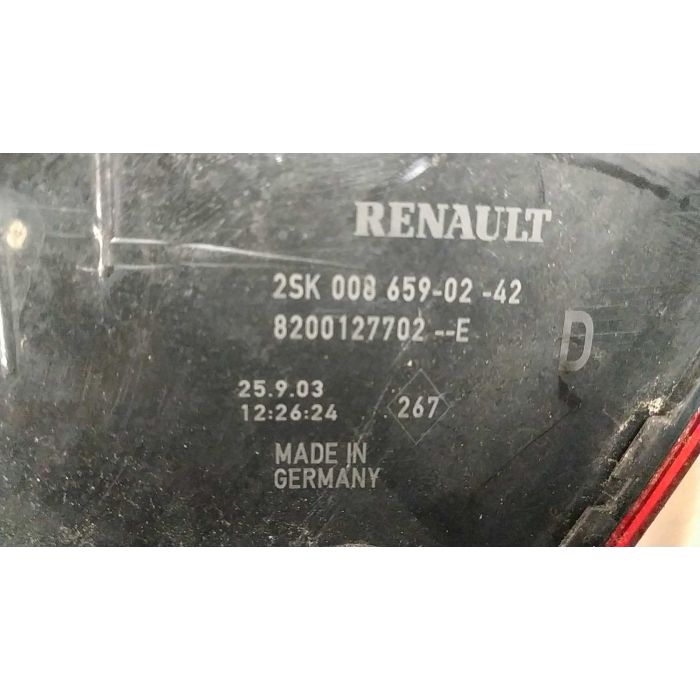 RENAULT
2SK 008 659-02 -42
8200127702 --E
D
25.9.03
12:26:24
267
MADE IN
GERMANY